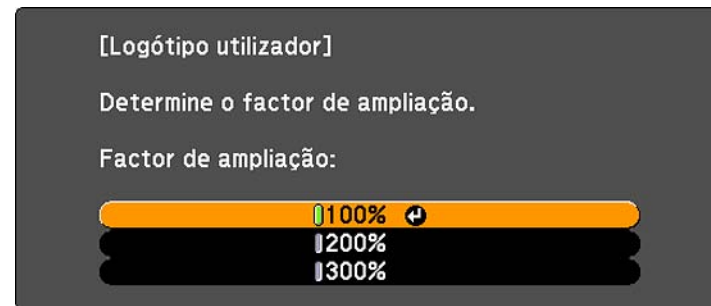 [Logótipo utilizador]
Determine o factor de ampliação.
Factor de ampliação:
100%
200%
300%